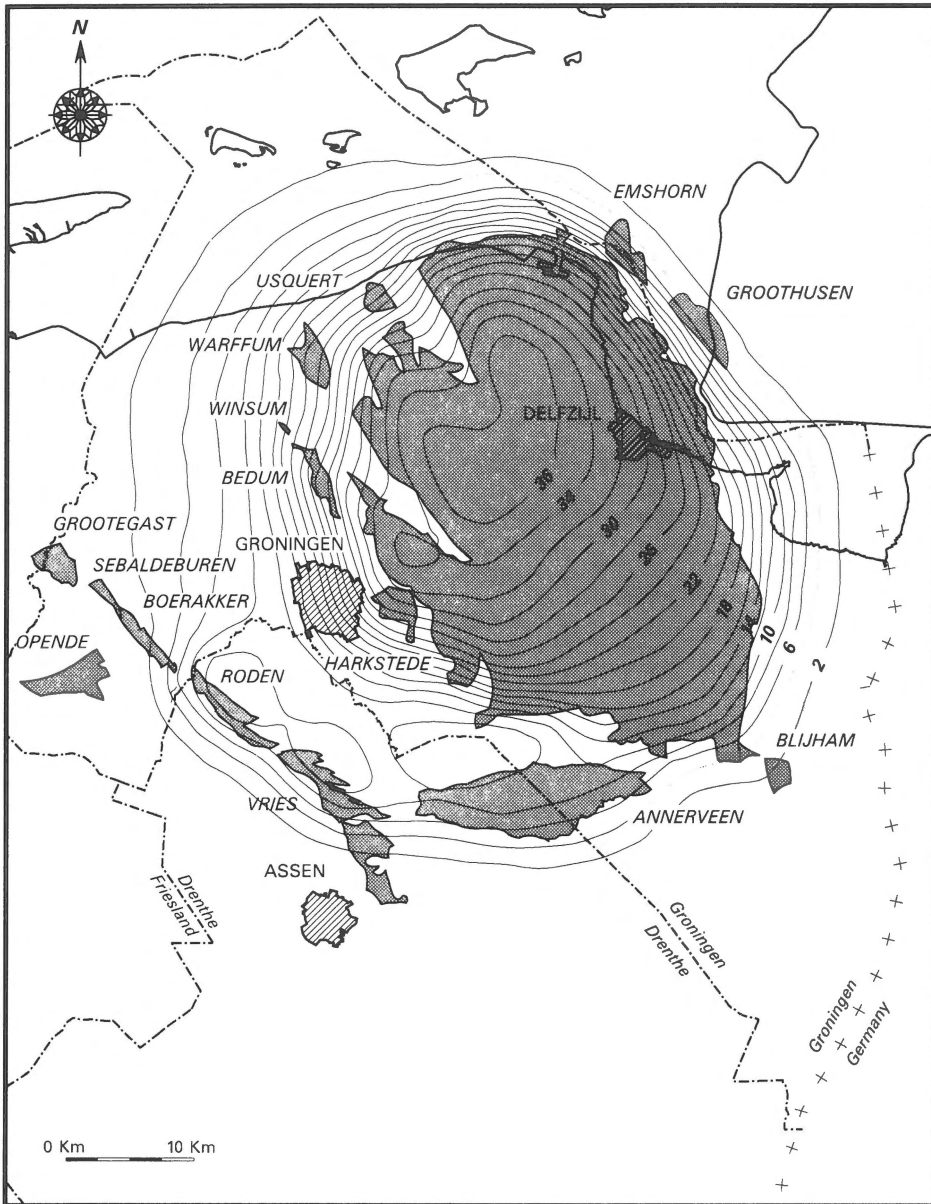 N
EMSHORN
USQUERT
GROOTHUSEN
WARFFUM
WINSUM
DELFZIJL
BEDUM
GROOTEGAST
GRONINGEN
SEBALDEBUREN
BOERAKKER
OPENDE
RODEN
HARKSTEDE
36
34
30
26
22
18
14
10
6
2
BLIJHAM
VRIES
ANNERVEEN
ASSEN
Drenthe
Friesland
Groningen
Drenthe
Groningen
Germany
0 Km 10 Km